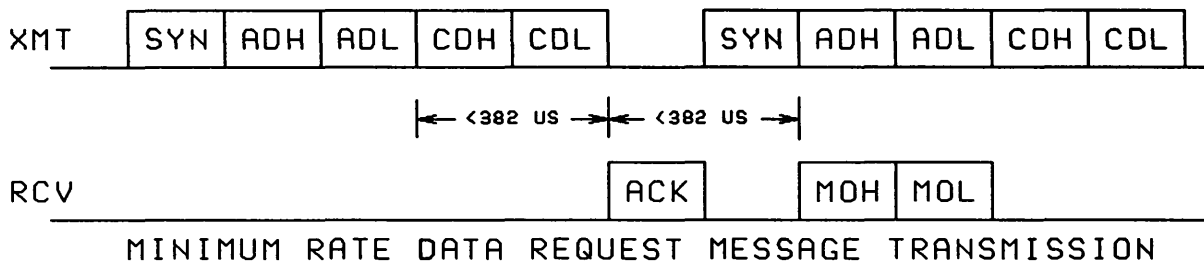 XMT SYN ADH ADL CDH CDL SYN ADH ADL CDH CDL
<382 US <382 US
RCV ACK MOH MOL
MINIMUM RATE DATA REQUEST MESSAGE TRANSMISSION